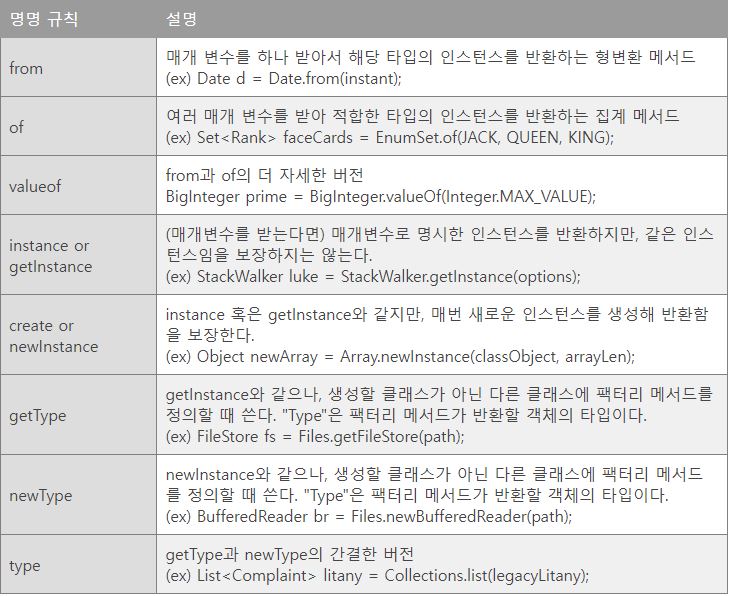 명명 규칙 설명
from
매개 변수를 하나 받아서 해당 타입의 인스턴스를 반환하는 형변환 메서드
(ex) Date d = Date.from(instant);
of
여러 매개 변수를 받아 적합한 타입의 인스턴스를 반환하는 집계 메서드
(ex) Set<Rank> faceCards = EnumSet.of(JACK, QUEEN, KING);
valueof
from과 of의 더 자세한 버전
BigInteger prime = BigInteger.valueOf(Integer.MAX_VALUE);
instance or
getInstance
(매개변수를 받는다면) 매개변수로 명시한 인스턴스를 반환하지만, 같은 인스
턴스임을 보장하지는 않는다.
(ex) StackWalker luke = StackWalker.getInstance(options);
create or
newInstance
instance 혹은 getInstance와 같지만, 매번 새로운 인스턴스를 생성해 반환함
을 보장한다.
(ex) Object newArray = Array.newInstance(classObject, arrayLen);
getType
getInstance와 같으나, 생성할 클래스가 아닌 다른 클래스에 팩터리 메서드를
정의할 때 쓴다. "Type"은 팩터리 메서드가 반환할 객체의 타입이다.
(ex) FileStore fs = Files.getFileStore(path);
newType
newInstance와 같으나, 생성할 클래스가 아닌 다른 클래스에 팩터리 메서드
를 정의할 때 쓴다. "Type"은 팩터리 메서드가 반환할 객체의 타입이다.
(ex) BufferedReader br = Files.newBufferedReader(path);
type
getType과 newType의 간결한 버전
(ex) List<Complaint> litany = Collections.list(legacyLitany);